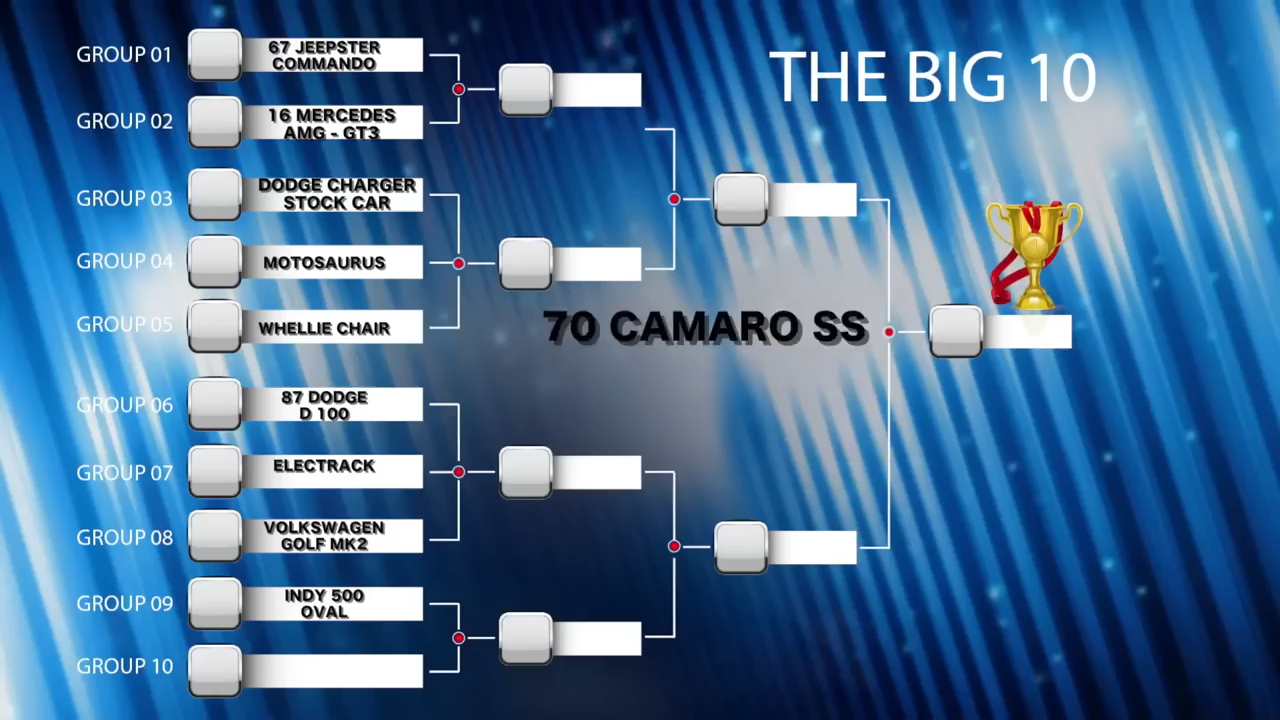 THE BIG 10
GROUP 01
67 JEEPSTER
COMMANDO
GROUP 02
16 MERCEDES
AMG - GT3
GROUP 03
DODGE CHARGER
STOCK CAR
GROUP 04
MOTOSAURUS
GROUP 05
WHELLIE CHAIR
70 CAMARO SS
GROUP 06
87 DODGE
D 100
GROUP 07
ELECTRACK
GROUP 08
VOLKSWAGEN
GOLF MK2
GROUP 09
INDY 500
OVAL
GROUP 10